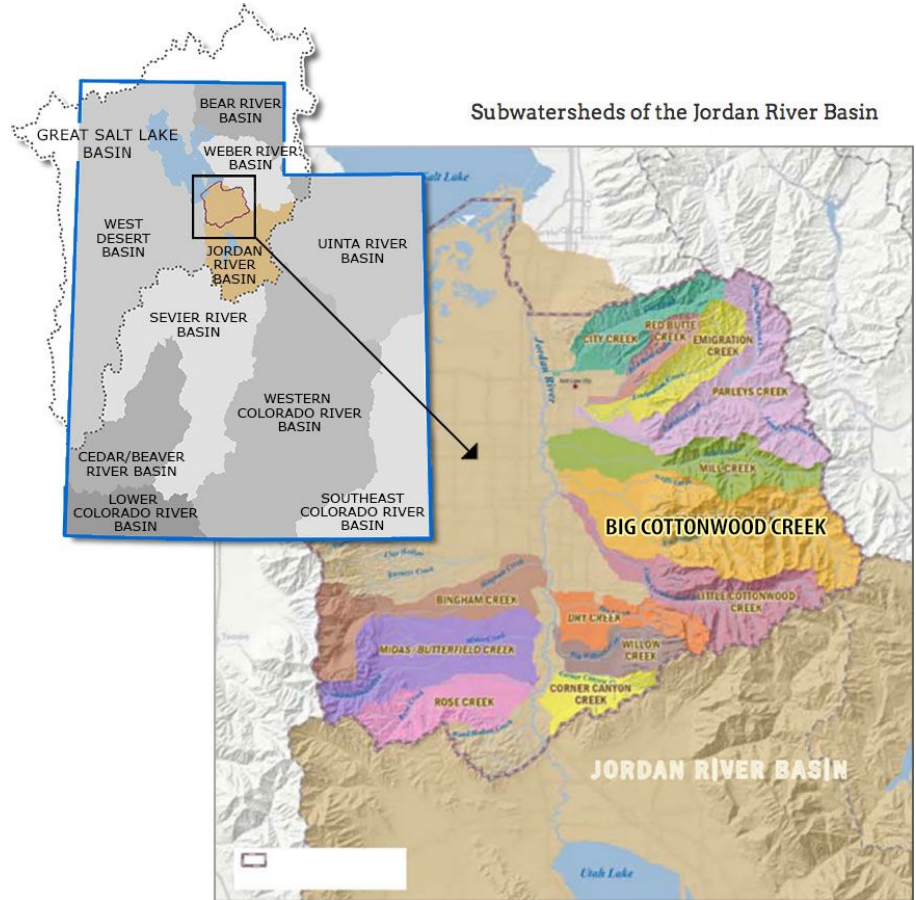 BEAR RIVER
BASIN
GREAT SALT LAKE
BASIN
WEBER RIVER
BASIN
WEST
DESERT
BASIN
JORDAN
RIVER
BASIN
UINTA RIVER
BASIN
SEVIER RIVER
BASIN
WESTERN
COLORADO RIVER
BASIN
CEDAR/BEAVER
RIVER BASIN
LOWER
COLORADO RIVER
BASIN
SOUTHEAST
COLORADO RIVER
BASIN
Subwatersheds of the Jordan River Basin
Salt Lake
Jordan River
CITY CREEK
RED BUTTE
CREEK
EMIGRATION
CREEK
PARLEYS CREEK
MILL CREEK
BIG COTTONWOOD CREEK
LITTLE COTTONWOOD
CREEK
BINGHAM CREEK
Bingham Creek
DRY CREEK
MIDAS / BUTTERFIELD CREEK
WILLOW
CREEK
ROSE CREEK
CORNER CANYON
CREEK
JORDAN RIVER BASIN
Utah Lake